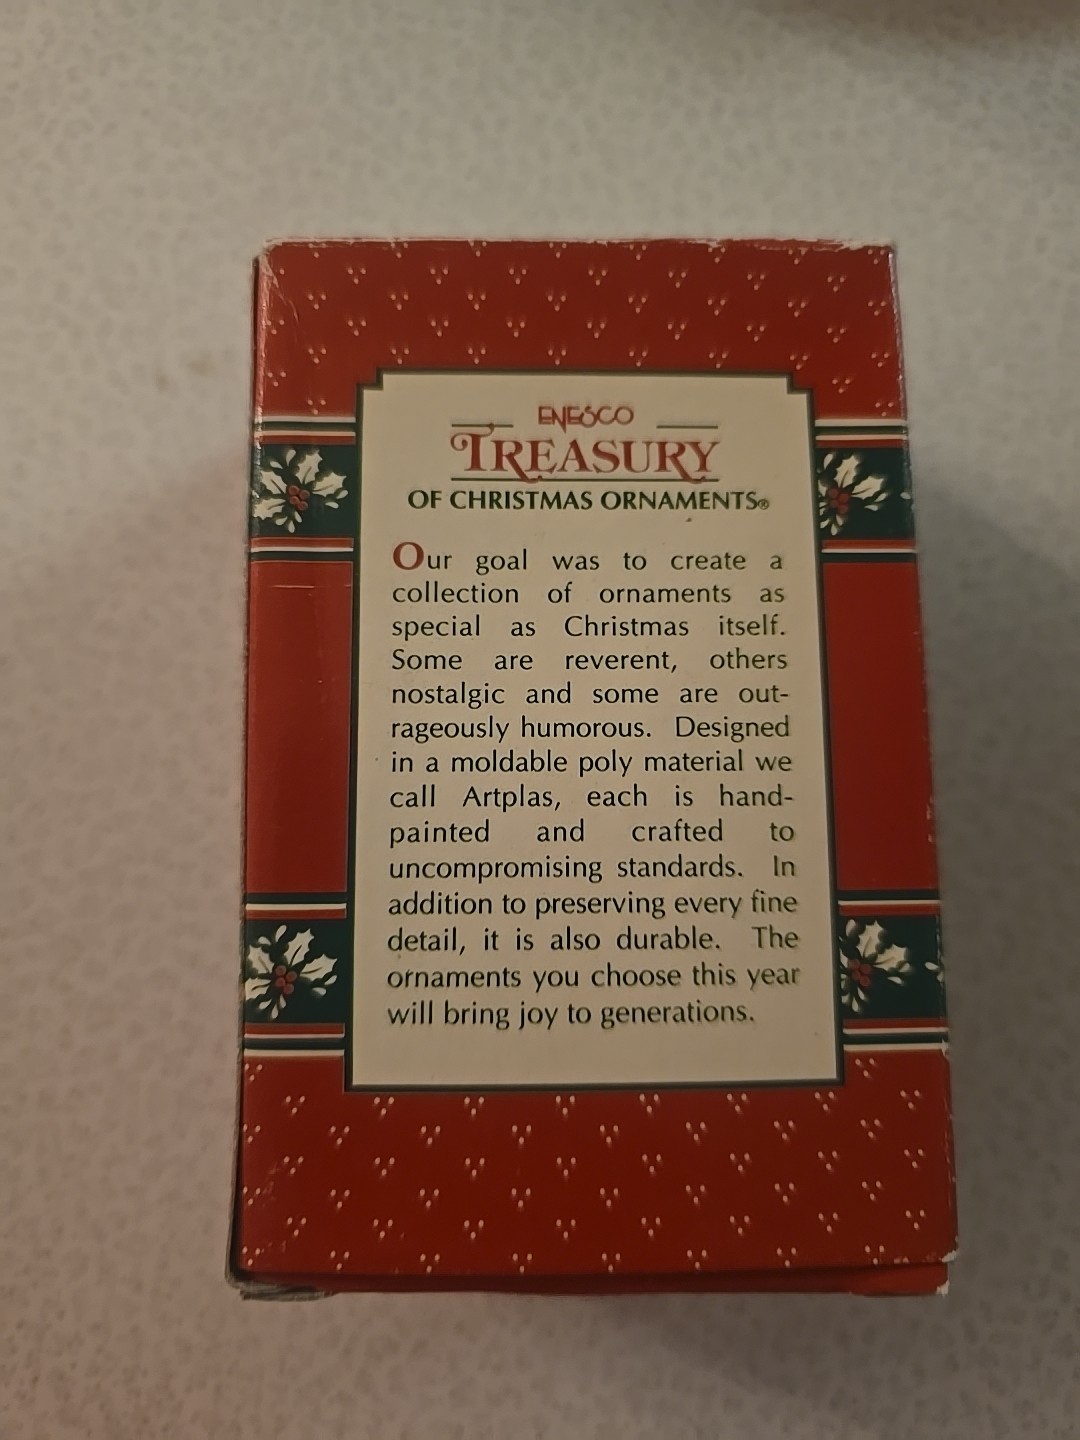 ENESCO
TREASURY
OF CHRISTMAS ORNAMENTS®
Our goal was to create a
collection of ornaments as
special as Christmas itself.
Some are reverent, others
nostalgic and some are out-
rageously humorous. Designed
in a moldable poly material we
call Artplas, each is hand-
painted and crafted to
uncompromising standards. In
addition to preserving every fine
detail, it is also durable. The
ornaments you choose this year
will bring joy to generations.